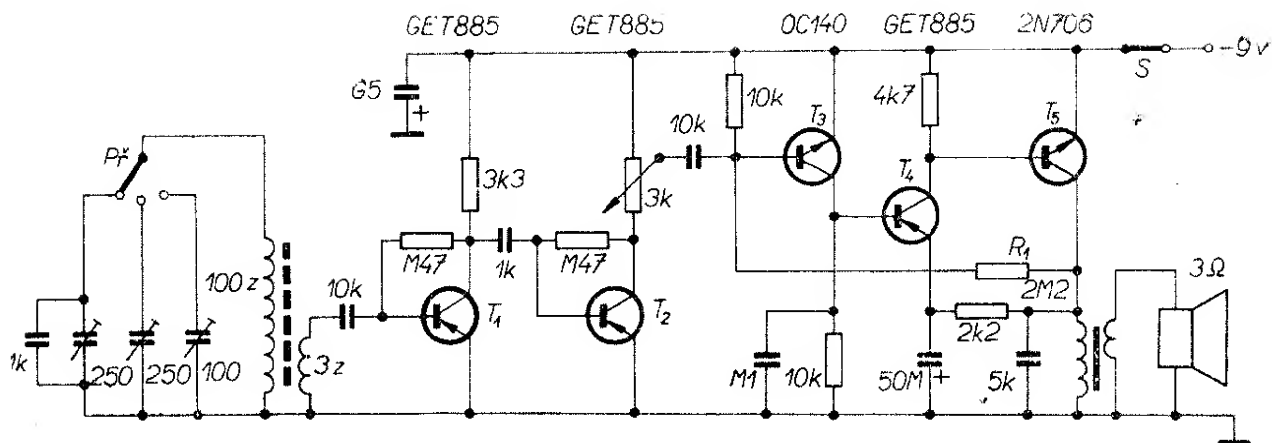 GET885
GET885
OC140
GET885
2N706
-9v
S
+
G5
+
10k
4k7
T3
T5
10k
T4
Př
3k3
3k
M47
1k
M47
R1
2M2
3Ω
100z
10k
T1
T2
2k2
1k
250
250
100
3z
M1
10k
50M
+
5k